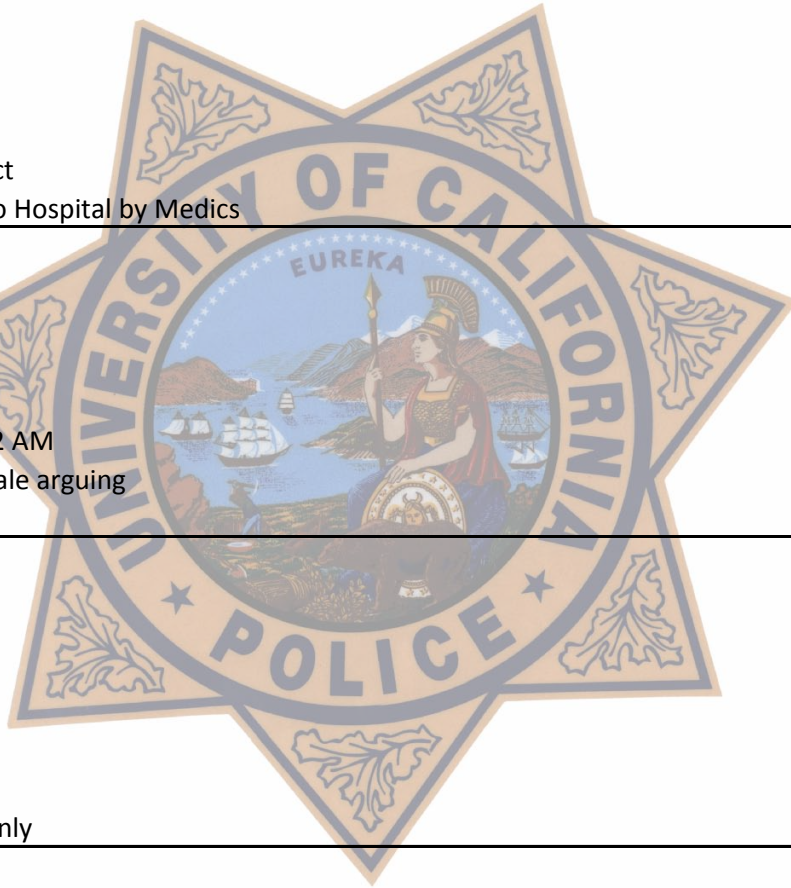 ct
o Hospital by Medics
UNIVERSITY OF CALIFORNIA
EUREKA
2 AM
ale arguing
POLICE
nly